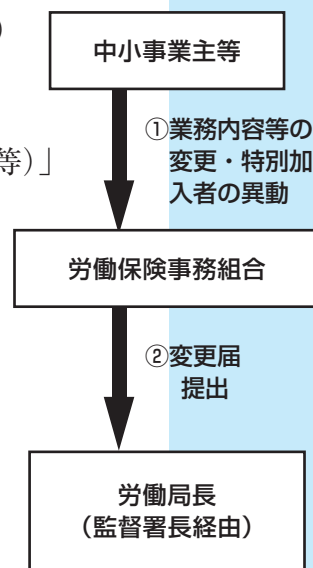 )
中小事業主等
①業務内容等の
変更・特別加
入者の異動
等)」
労働保険事務組合
②変更届
提出
労働局長
(監督署長経由)